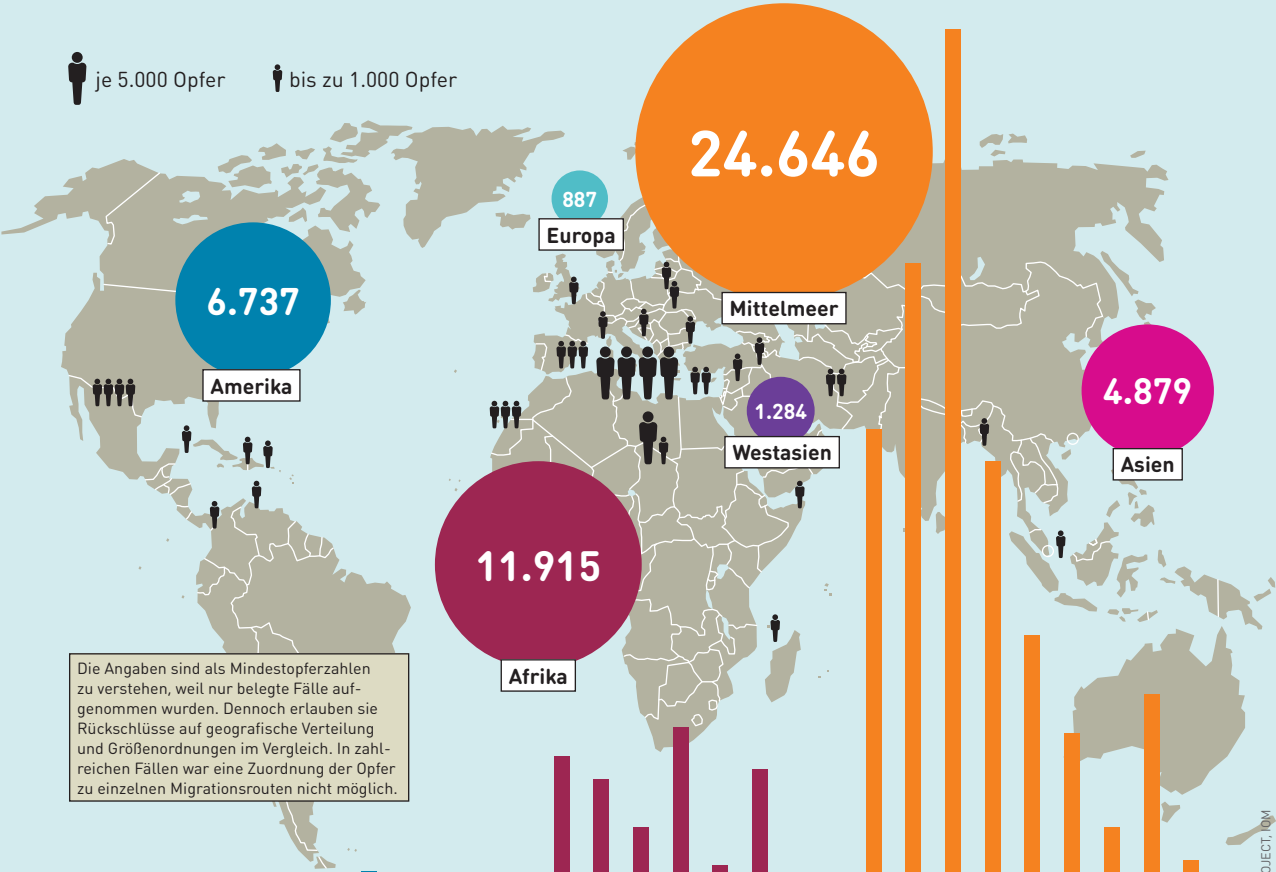 je 5.000 Opfer
bis zu 1.000 Opfer
24.646
Mittelmeer
887
Europa
6.737
Amerika
1.284
Westasien
4.879
Asien
11.915
Afrika
Die Angaben sind als Mindestopferzahlen
zu verstehen, weil nur belegte Fälle auf-
genommen wurden. Dennoch erlauben sie
Rückschlüsse auf geografische Verteilung
und Größenordnungen im Vergleich. In zahl-
reichen Fällen war eine Zuordnung der Opfer
zu einzelnen Migrationsrouten nicht möglich.
IOM